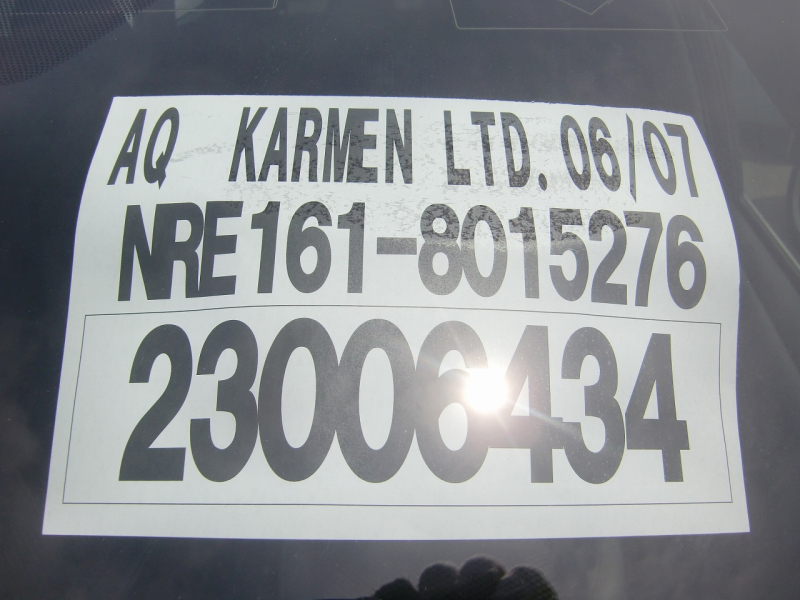 AQ KARMEN LTD. 06/07
NRE161-8015276
23006434